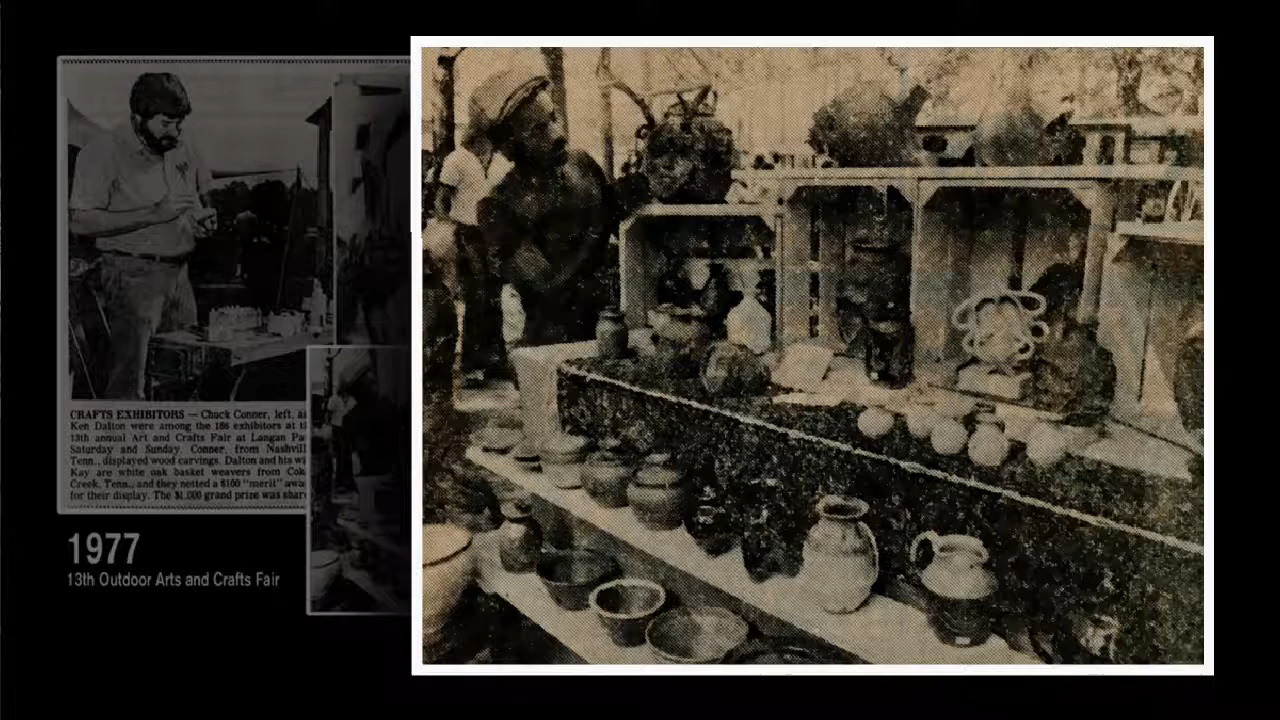 CRAFTS EXHIBITORS — Chuck Conner, left, a
Ken Dalton were among the 186 exhibitors at t
13th annual Art and Crafts Fair at Langan Pa
Saturday and Sunday. Conner, from Nashvil
Tenn., displayed wood carvings. Dalton and his wi
Kay are white oak basket weavers from Cok
Creek, Tenn., and they netted a $100 "merit" awa
for their display. The $1,000 grand prize was shar
1977
13th Outdoor Arts and Crafts Fair